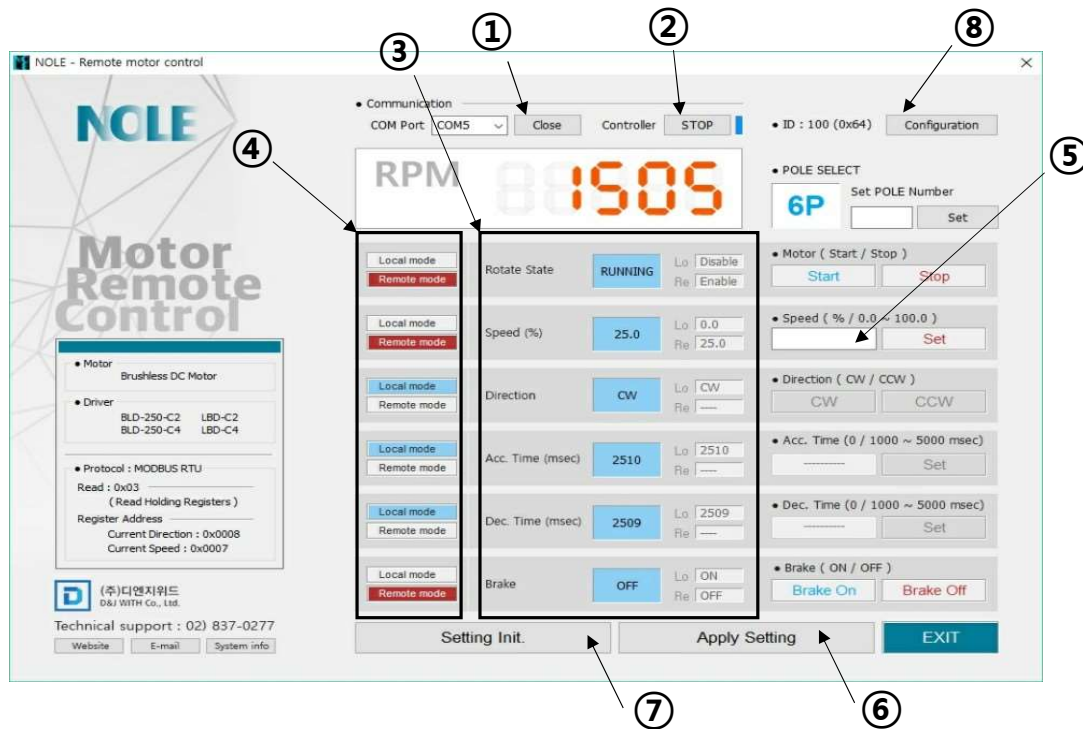 ① ② ③ ⑧
NOLE - Remote motor control
NOLE
Motor
Remote
Control
• Motor
Brushless DC Motor
• Driver
BLD-250-C2 LBD-C2
BLD-250-C4 LBD-C4
• Protocol : MODBUS RTU
Read : 0x03
(Read Holding Registers )
Register Address
Current Direction : 0x0008
Current Speed : 0x0007
(주)디엔지위드
D&J WITH Co., Ltd.
Technical support : 02) 837-0277
Website E-mail System info
④ ⑤
• Communication
COM Port COM5 Close Controller STOP
• ID : 100 (0x64) Configuration
RPM 1505
• POLE SELECT
6P Set POLE Number
Set
Local mode
Remote mode
Rotate State RUNNING
Lo Disable
Re Enable
• Motor ( Start / Stop )
Start Stop
Local mode
Remote mode
Speed (%) 25.0
Lo 0.0
Re 25.0
• Speed ( % / 0.0 ~ 100.0 )
Set
Local mode
Remote mode
Direction CW
Lo CW
Re ----
• Direction ( CW / CCW )
CW CCW
Local mode
Remote mode
Acc. Time (msec) 2510
Lo 2510
Re ----
• Acc. Time (0 / 1000 ~ 5000 msec)
---------- Set
Local mode
Remote mode
Dec. Time (msec) 2509
Lo 2509
Re ----
• Dec. Time (0 / 1000 ~ 5000 msec)
---------- Set
Local mode
Remote mode
Brake OFF
Lo ON
Re OFF
• Brake ( ON / OFF )
Brake On Brake Off
Setting Init. Apply Setting EXIT
⑦ ⑥